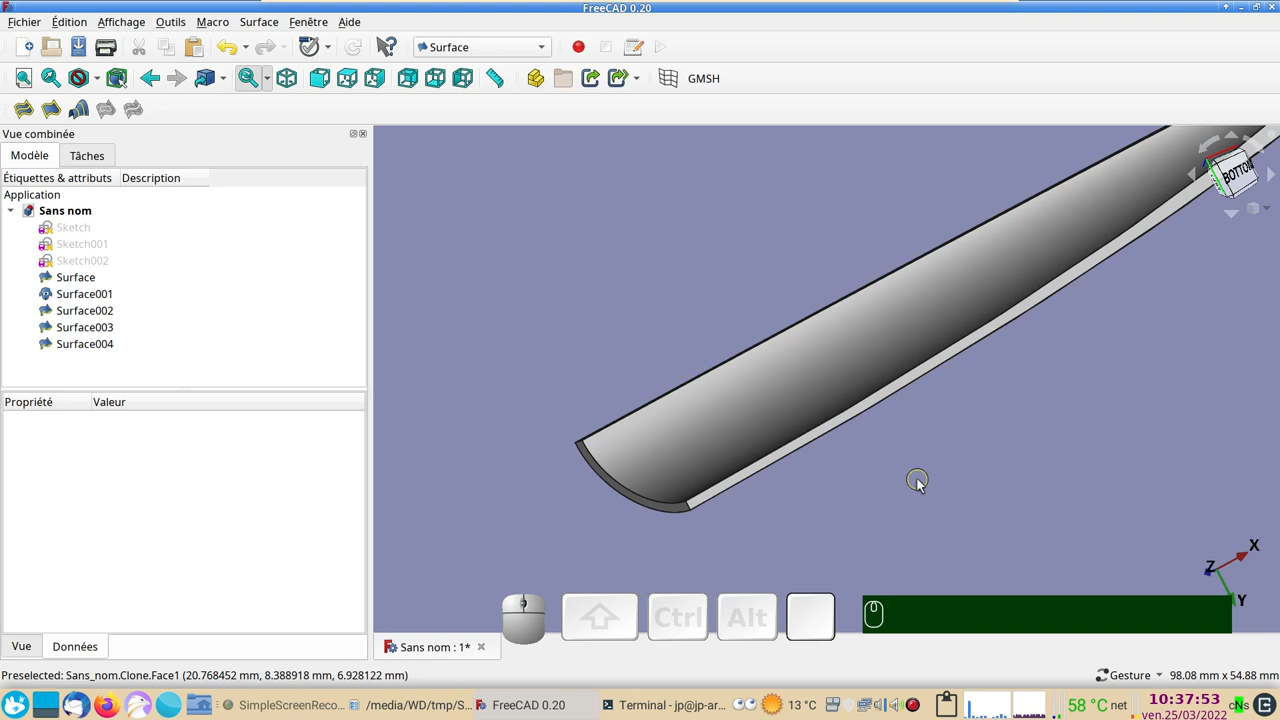 FreeCAD 0.20
Fichier Édition Affichage Outils Macro Surface Fenêtre Aide
Surface
GMSH
Vue combinée
Modèle Tâches
Étiquettes & attributs Description
Application
Sans nom
Sketch
Sketch001
Sketch002
Surface
Surface001
Surface002
Surface003
Surface004
Propriété Valeur
BOTTOM
X
Z
Y
Ctrl Alt
Vue Données
Sans nom : 1*
Preselected: Sans_nom.Clone.Face1 (20.768452 mm, 8.388918 mm, 6.928122 mm)
Gesture 98.08 mm x 54.88 mm
SimpleScreenReco... /media/WD/tmp/S... FreeCAD 0.20 Terminal - jp@jp-ar... 13 °C 58 °C net 10:37:53
ven.25/03/2022